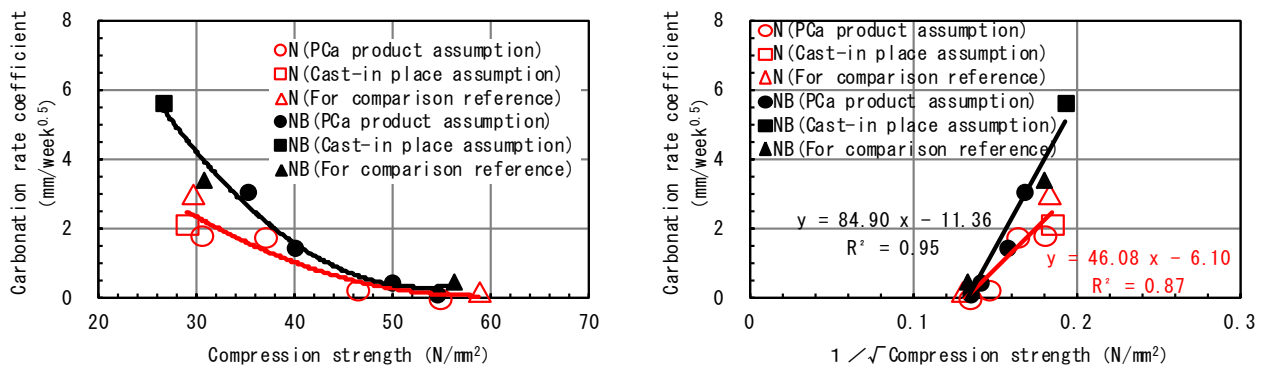 Carbonation rate coefficient
(mm/week^0.5)
8
6
4
2
0
20 30 40 50 60 70
Compression strength (N/mm²)
N(PCa product assumption)
N(Cast-in place assumption)
N(For comparison reference)
NB(PCa product assumption)
NB(Cast-in place assumption)
NB(For comparison reference)
Carbonation rate coefficient
(mm/week^0.5)
8
6
4
2
0
0 0.1 0.2 0.3
1／√Compression strength (N/mm²)
N(PCa product assumption)
N(Cast-in place assumption)
N(For comparison reference)
NB(PCa product assumption)
NB(Cast-in place assumption)
NB(For comparison reference)
y = 84.90 x - 11.36
R² = 0.95
y = 46.08 x - 6.10
R² = 0.87